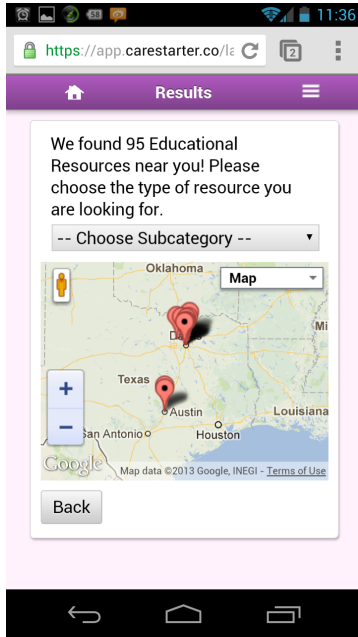 11:36
https://app.carestarter.co/la
2
Results
We found 95 Educational
Resources near you! Please
choose the type of resource you
are looking for.
-- Choose Subcategory --
Oklahoma
Map
Mi
Texas
Austin
Louisiana
San Antonio
Houston
Google
Map data ©2013 Google, INEGI - Terms of Use
Back